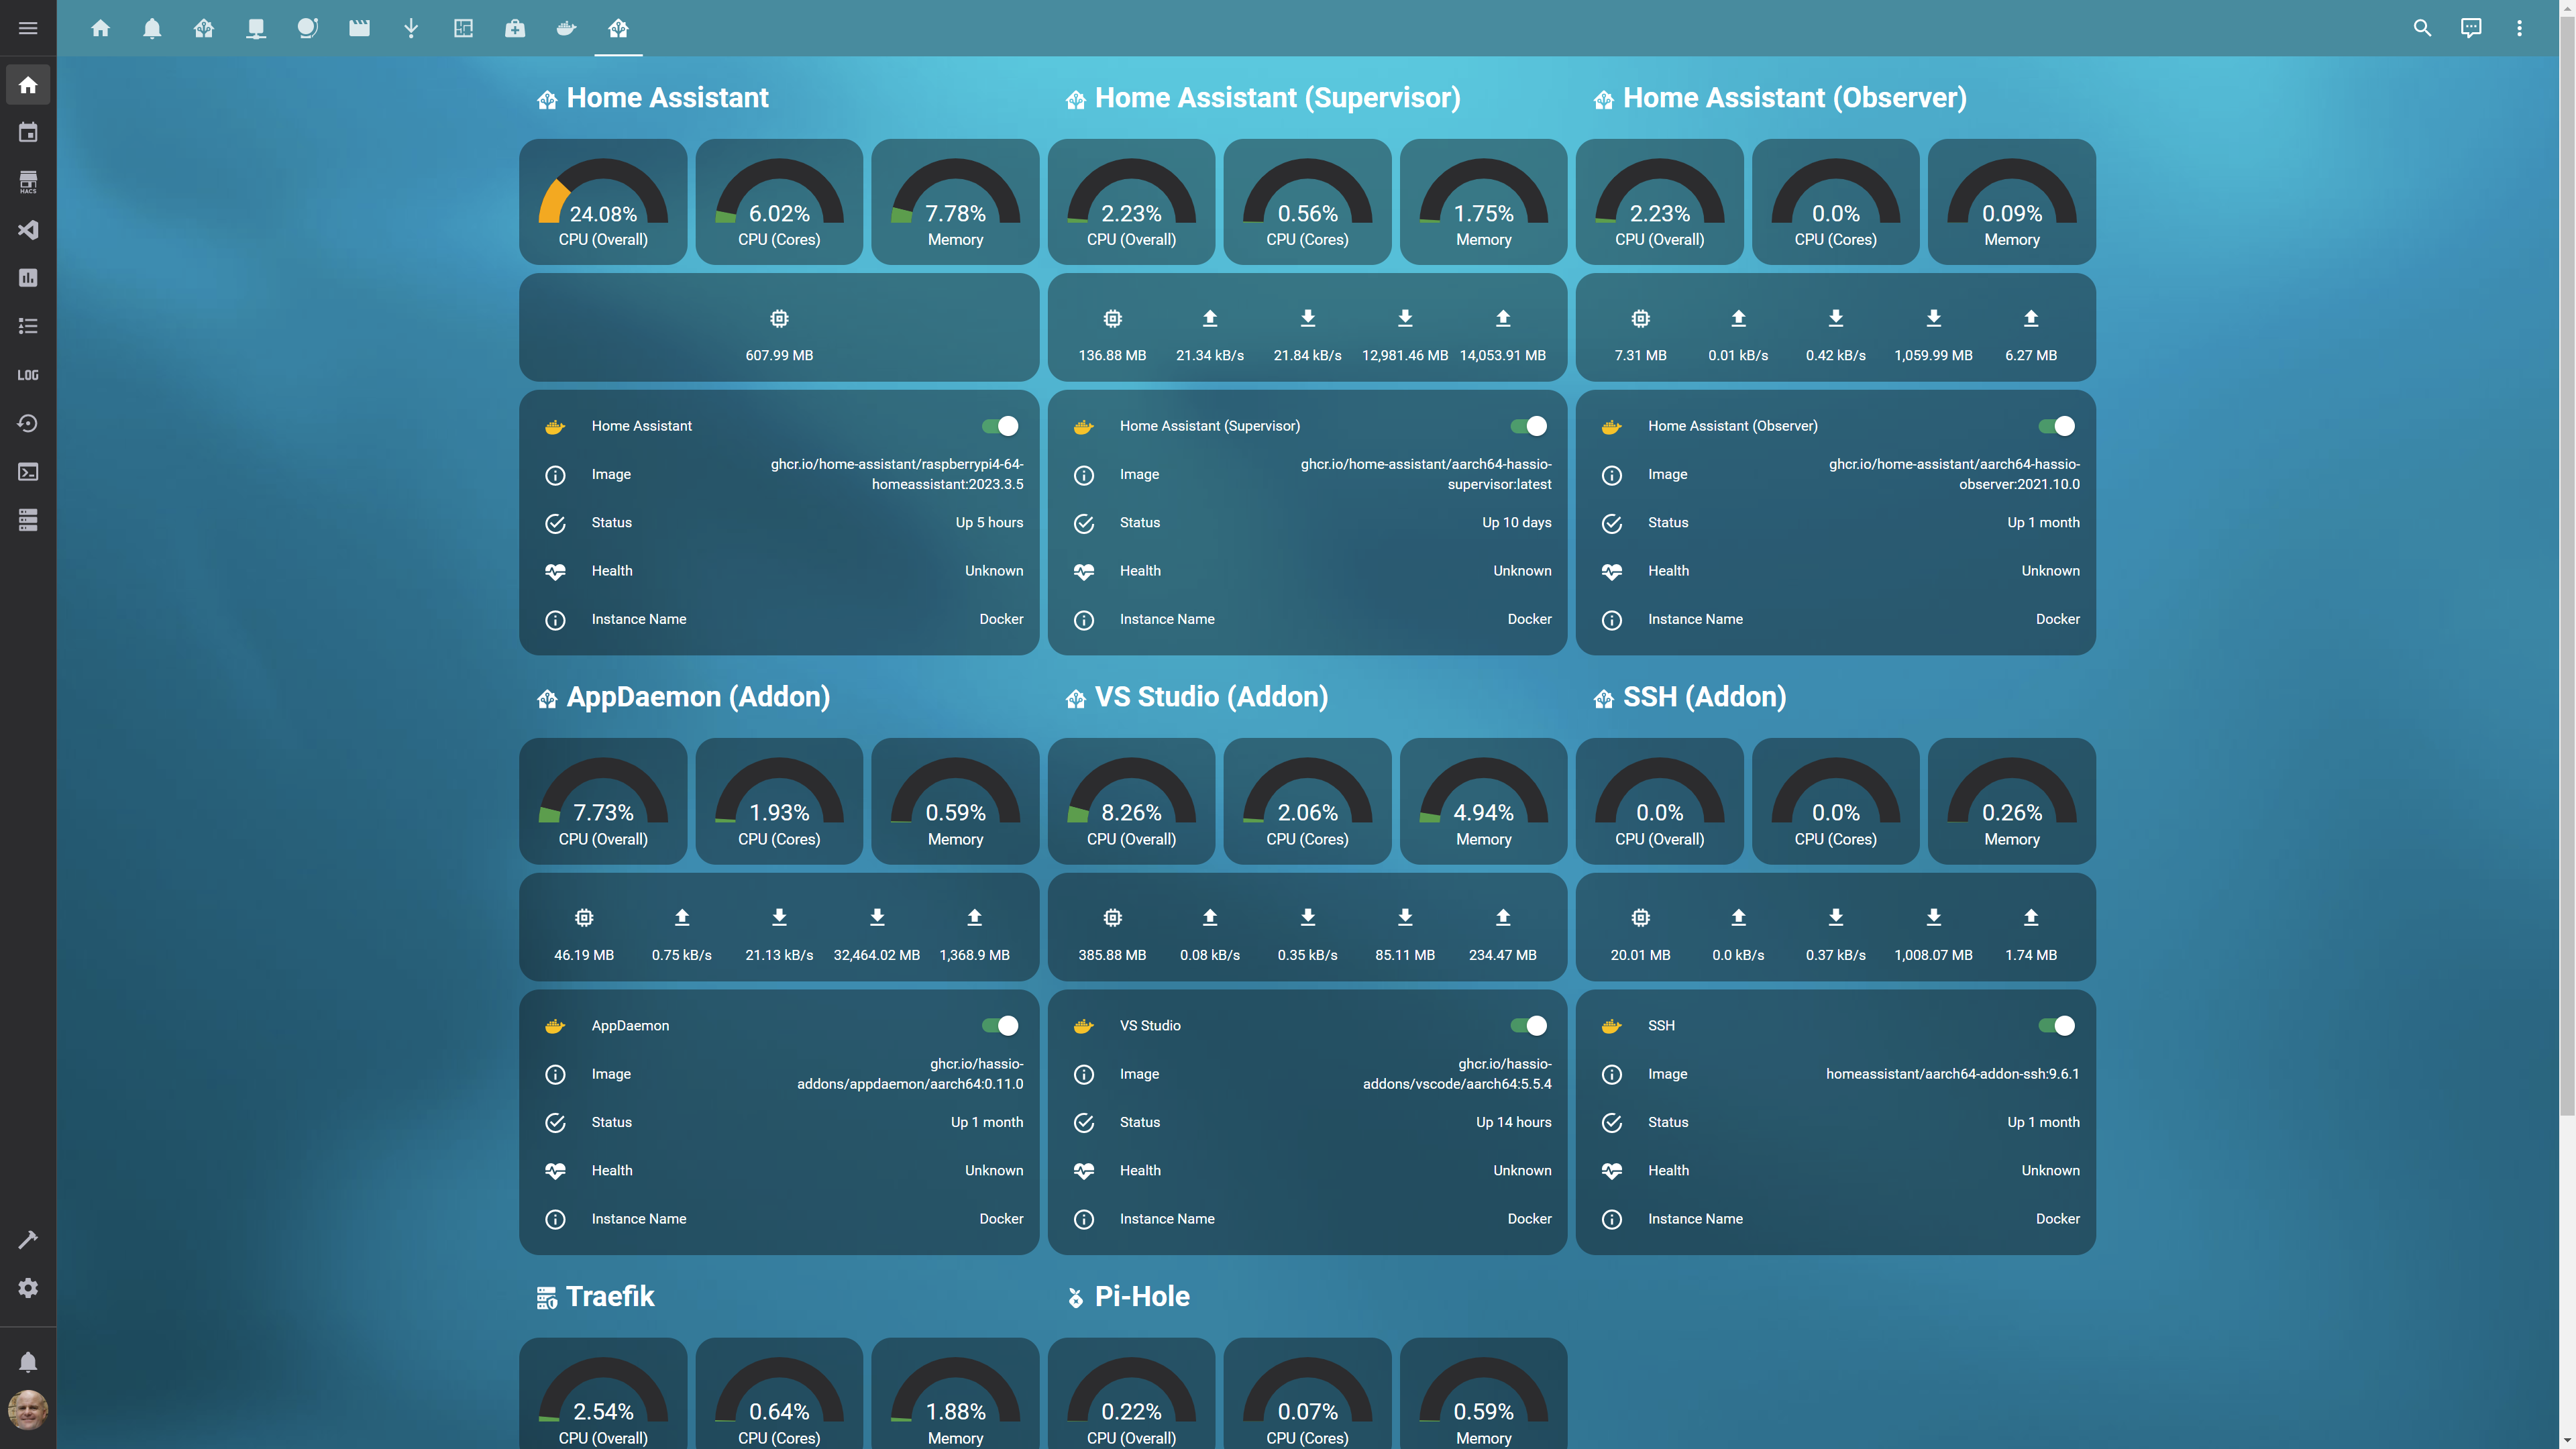 HACS
LOG
Home Assistant
24.08%
CPU (Overall)
6.02%
CPU (Cores)
7.78%
Memory
607.99 MB
Home Assistant
Image
ghcr.io/home-assistant/raspberrypi4-64-
homeassistant:2023.3.5
Status
Up 5 hours
Health
Unknown
Instance Name
Docker
Home Assistant (Supervisor)
2.23%
CPU (Overall)
0.56%
CPU (Cores)
1.75%
Memory
136.88 MB
21.34 kB/s
21.84 kB/s
12,981.46 MB
14,053.91 MB
Home Assistant (Supervisor)
Image
ghcr.io/home-assistant/aarch64-hassio-
supervisor:latest
Status
Up 10 days
Health
Unknown
Instance Name
Docker
Home Assistant (Observer)
2.23%
CPU (Overall)
0.0%
CPU (Cores)
0.09%
Memory
7.31 MB
0.01 kB/s
0.42 kB/s
1,059.99 MB
6.27 MB
Home Assistant (Observer)
Image
ghcr.io/home-assistant/aarch64-hassio-
observer:2021.10.0
Status
Up 1 month
Health
Unknown
Instance Name
Docker
AppDaemon (Addon)
7.73%
CPU (Overall)
1.93%
CPU (Cores)
0.59%
Memory
46.19 MB
0.75 kB/s
21.13 kB/s
32,464.02 MB
1,368.9 MB
AppDaemon
Image
ghcr.io/hassio-
addons/appdaemon/aarch64:0.11.0
Status
Up 1 month
Health
Unknown
Instance Name
Docker
VS Studio (Addon)
8.26%
CPU (Overall)
2.06%
CPU (Cores)
4.94%
Memory
385.88 MB
0.08 kB/s
0.35 kB/s
85.11 MB
234.47 MB
VS Studio
Image
ghcr.io/hassio-
addons/vscode/aarch64:5.5.4
Status
Up 14 hours
Health
Unknown
Instance Name
Docker
SSH (Addon)
0.0%
CPU (Overall)
0.0%
CPU (Cores)
0.26%
Memory
20.01 MB
0.0 kB/s
0.37 kB/s
1,008.07 MB
1.74 MB
SSH
Image
homeassistant/aarch64-addon-ssh:9.6.1
Status
Up 1 month
Health
Unknown
Instance Name
Docker
Traefik
2.54%
CPU (Overall)
0.64%
CPU (Cores)
1.88%
Memory
Pi-Hole
0.22%
CPU (Overall)
0.07%
CPU (Cores)
0.59%
Memory